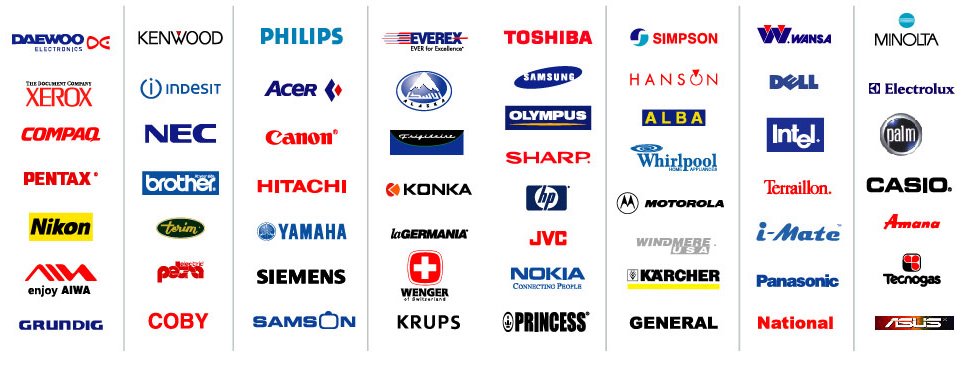 DAEWOO
ELECTRONICS
THE DOCUMENT COMPANY
XEROX
COMPAQ
PENTAX
Nikon
enjoy AIWA
GRUNDIG
KENWOOD
INDESIT
NEC
brother
terim
electric
petra
COBY
PHILIPS
ACER
Canon
HITACHI
YAMAHA
SIEMENS
SAMSON
EVEREX
EVER for Excellence
ALASKA
Frigidaire
KONKA
laGERMANIA
WENGER
of Switzerland
KRUPS
TOSHIBA
SAMSUNG
OLYMPUS
SHARP
hp
JVC
NOKIA
CONNECTING PEOPLE
PRINCESS
SIMPSON
HANSON
ALBA
Whirlpool
HOME APPLIANCES
MOTOROLA
WINDMERE
USA
KÄRCHER
GENERAL
W.WANSA
DELL
intel
Terraillon.
i-Mate
Panasonic
National
MINOLTA
Electrolux
palm
CASIO.
Amana
Tecnogas
ASUS